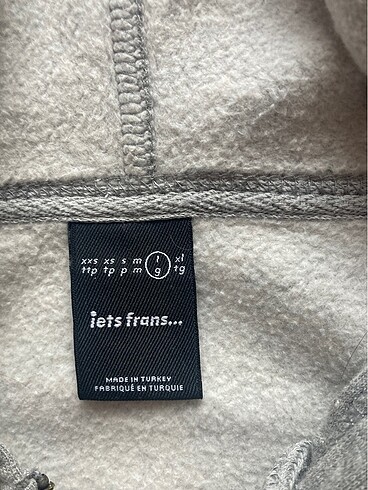 xxs xs s m l xl
ttp tp p m g tg
iets frans...
MADE IN TURKEY
FABRIQUÉ EN TURQUIE